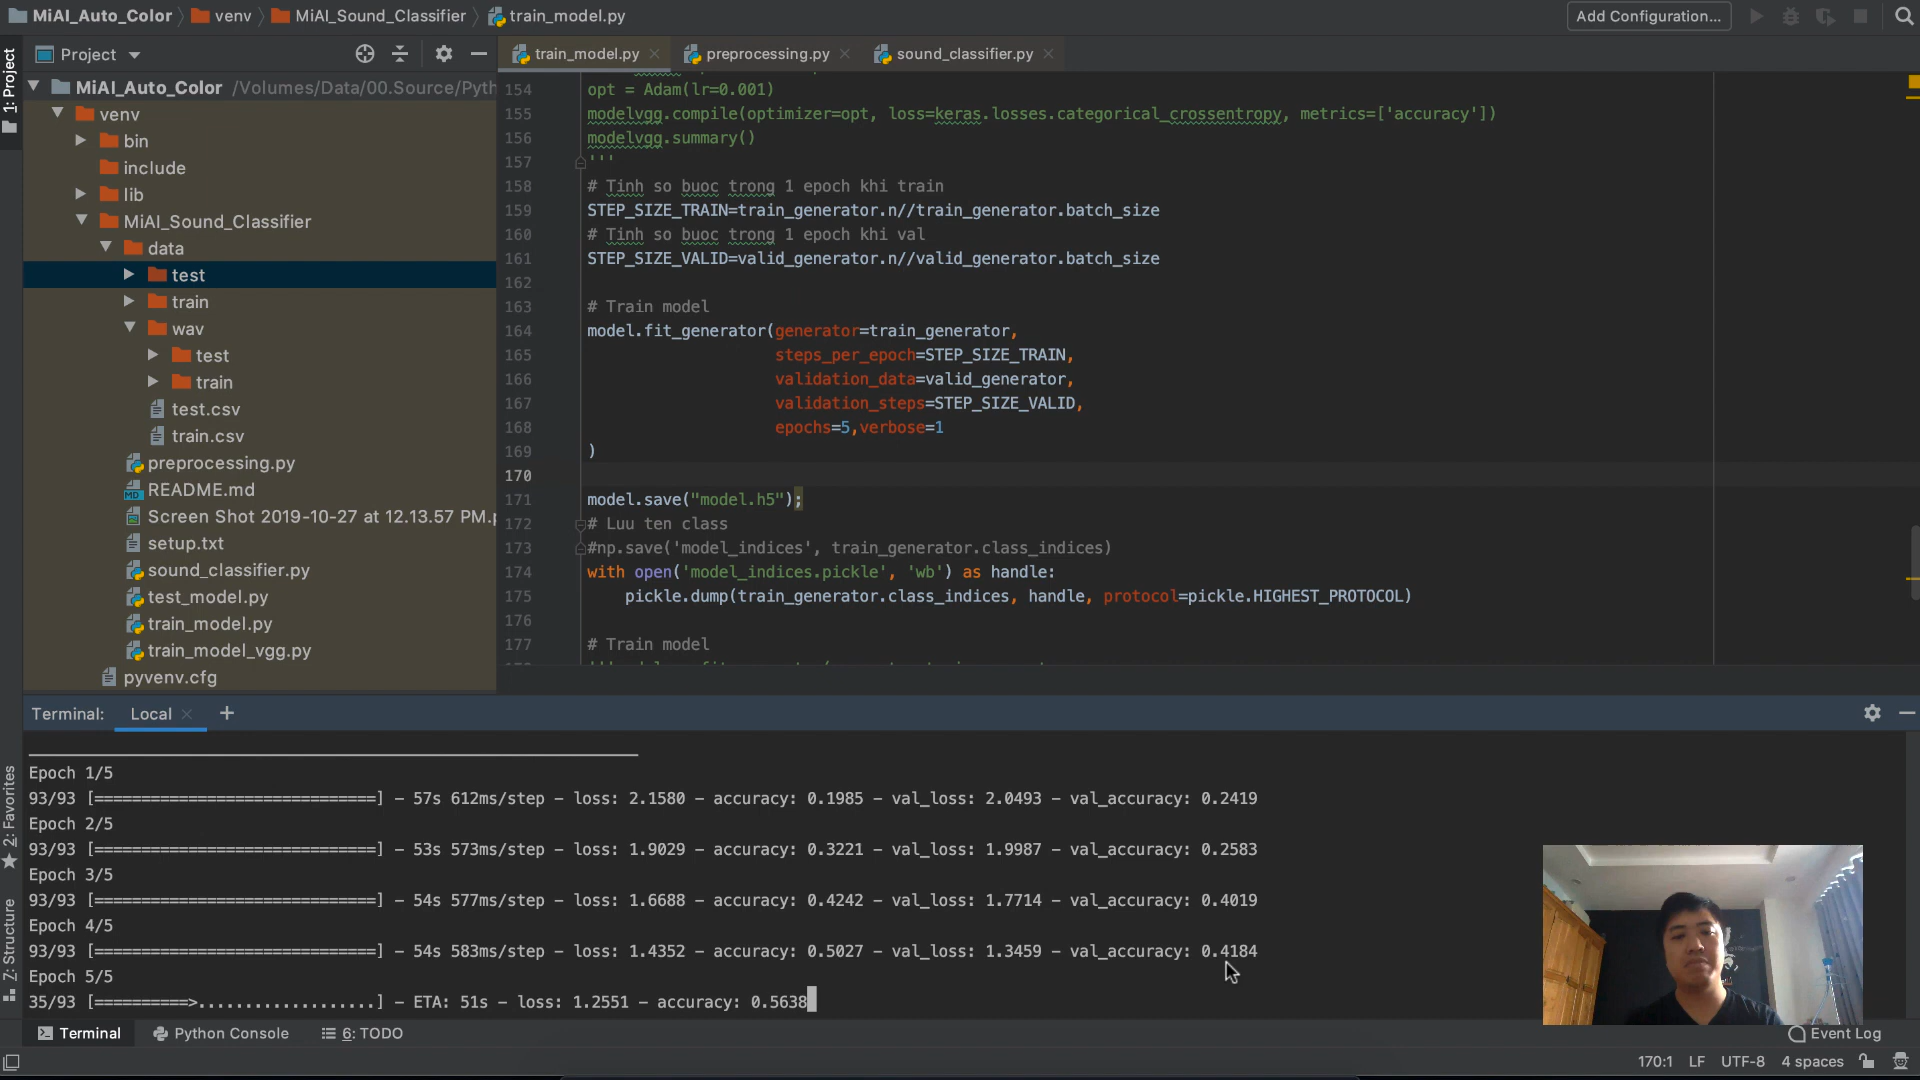 MiAI_Auto_Color venv MiAI_Sound_Classifier train_model.py Add Configuration...
Project
train_model.py preprocessing.py sound_classifier.py
1: Project
MiAI_Auto_Color /Volumes/Data/00.Source/Pyth
venv
bin
include
lib
MiAI_Sound_Classifier
data
test
train
wav
test
train
test.csv
train.csv
preprocessing.py
README.md
Screen Shot 2019-10-27 at 12.13.57 PM.p
setup.txt
sound_classifier.py
test_model.py
train_model.py
train_model_vgg.py
pyvenv.cfg
154 opt = Adam(lr=0.001)
155 modelvgg.compile(optimizer=opt, loss=keras.losses.categorical_crossentropy, metrics=['accuracy'])
156 modelvgg.summary()
157 '''
158 # Tinh so buoc trong 1 epoch khi train
159 STEP_SIZE_TRAIN=train_generator.n//train_generator.batch_size
160 # Tinh so buoc trong 1 epoch khi val
161 STEP_SIZE_VALID=valid_generator.n//valid_generator.batch_size
162
163 # Train model
164 model.fit_generator(generator=train_generator,
165 steps_per_epoch=STEP_SIZE_TRAIN,
166 validation_data=valid_generator,
167 validation_steps=STEP_SIZE_VALID,
168 epochs=5,verbose=1
169 )
170
171 model.save("model.h5");
172 # Luu ten class
173 #np.save('model_indices', train_generator.class_indices)
174 with open('model_indices.pickle', 'wb') as handle:
175 pickle.dump(train_generator.class_indices, handle, protocol=pickle.HIGHEST_PROTOCOL)
176
177 # Train model
Terminal: Local +
Epoch 1/5
93/93 [==============================] - 57s 612ms/step - loss: 2.1580 - accuracy: 0.1985 - val_loss: 2.0493 - val_accuracy: 0.2419
Epoch 2/5
93/93 [==============================] - 53s 573ms/step - loss: 1.9029 - accuracy: 0.3221 - val_loss: 1.9987 - val_accuracy: 0.2583
Epoch 3/5
93/93 [==============================] - 54s 577ms/step - loss: 1.6688 - accuracy: 0.4242 - val_loss: 1.7714 - val_accuracy: 0.4019
Epoch 4/5
93/93 [==============================] - 54s 583ms/step - loss: 1.4352 - accuracy: 0.5027 - val_loss: 1.3459 - val_accuracy: 0.4184
Epoch 5/5
35/93 [==========>...................] - ETA: 51s - loss: 1.2551 - accuracy: 0.5638
2: Favorites
7: Structure
Terminal Python Console 6: TODO Event Log
170:1 LF UTF-8 4 spaces